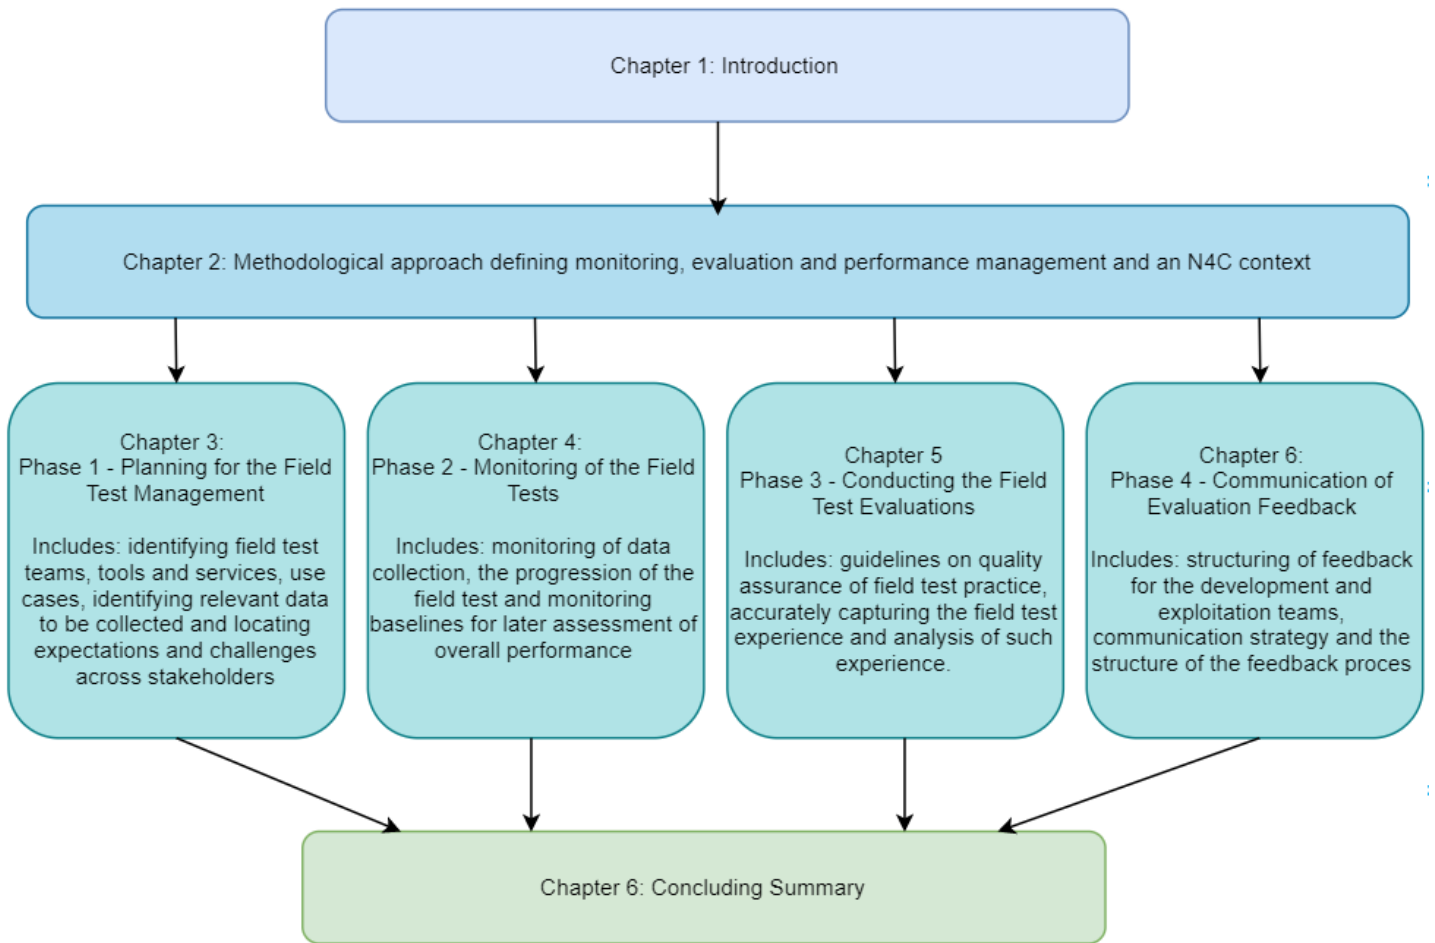 Chapter 1: Introduction
Chapter 2: Methodological approach defining monitoring, evaluation and performance management and an N4C context
Chapter 3:
Phase 1 - Planning for the Field
Test Management
Includes: identifying field test
teams, tools and services, use
cases, identifying relevant data
to be collected and locating
expectations and challenges
across stakeholders
Chapter 4:
Phase 2 - Monitoring of the Field
Tests
Includes: monitoring of data
collection, the progression of the
field test and monitoring
baselines for later assessment of
overall performance
Chapter 5
Phase 3 - Conducting the Field
Test Evaluations
Includes: guidelines on quality
assurance of field test practice,
accurately capturing the field test
experience and analysis of such
experience.
Chapter 6:
Phase 4 - Communication of
Evaluation Feedback
Includes: structuring of feedback
for the development and
exploitation teams,
communication strategy and the
structure of the feedback proces
Chapter 6: Concluding Summary